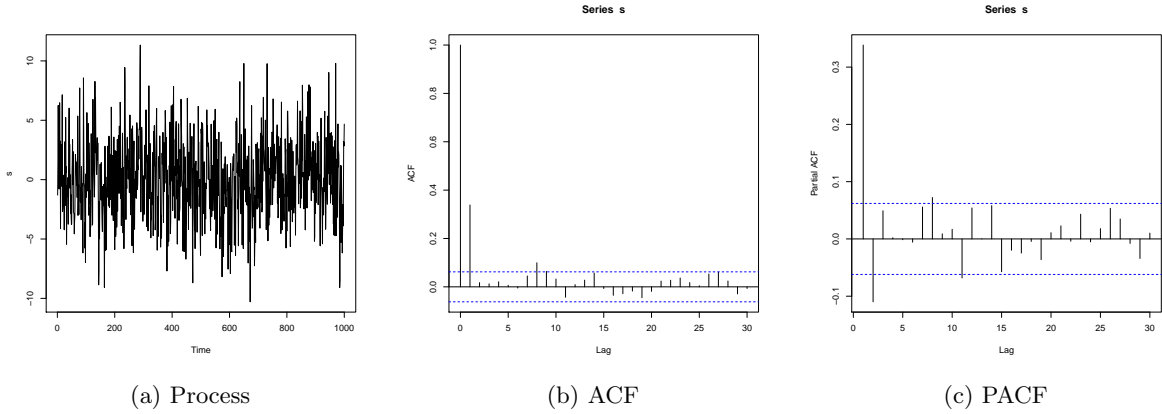 s
10
5
0
−5
−10
0 200 400 600 800 1000
Time
(a) Process
Series s
ACF
1.0
0.8
0.6
0.4
0.2
0.0
0 5 10 15 20 25 30
Lag
(b) ACF
Series s
Partial ACF
0.3
0.2
0.1
0.0
−0.1
0 5 10 15 20 25 30
Lag
(c) PACF